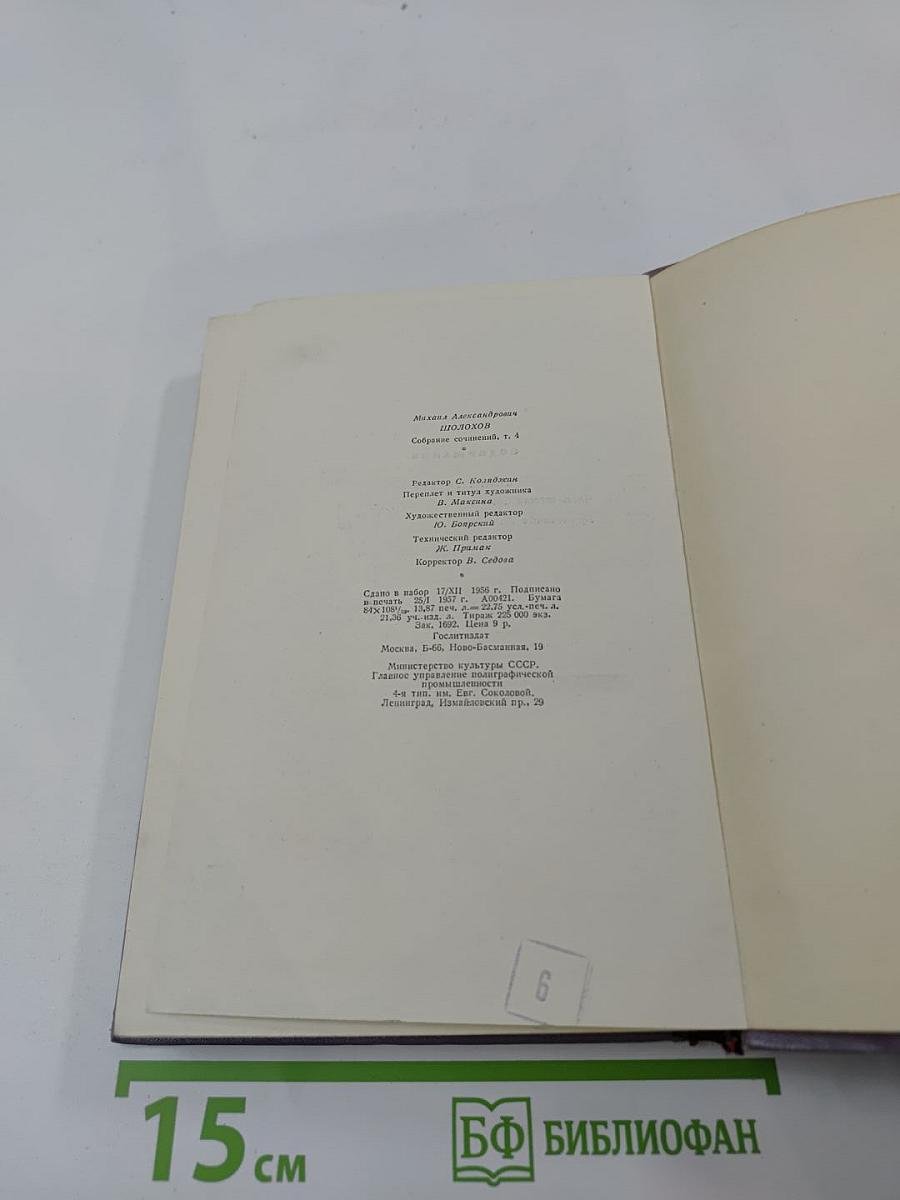 Михаил Александрович
ШОЛОХОВ
Собрание сочинений, т. 4
*
Редактор С. Колиджин
Переплет и титул художника
В. Максина
Художественный редактор
Ю. Боярский
Технический редактор
Ж. Примак
Корректор В. Седова
*
Сдано в набор 17/XII 1956 г. Подписано
в печать 25/I 1957 г. А00421. Бумага
84×108¹/₃₂. 13,87 печ. л.= 22,75 усл.-печ. л.
21,36 уч.-изд. л. Тираж 225 000 экз.
Зак. 1692. Цена 9 р.
Гослитиздат
Москва, Б-66, Ново-Басманная, 19
Министерство культуры СССР.
Главное управление полиграфической
промышленности
4-я тип. им. Евг. Соколовой.
Ленинград, Измайловский пр., 29
6
15 см
БФ БИБЛИОФАН